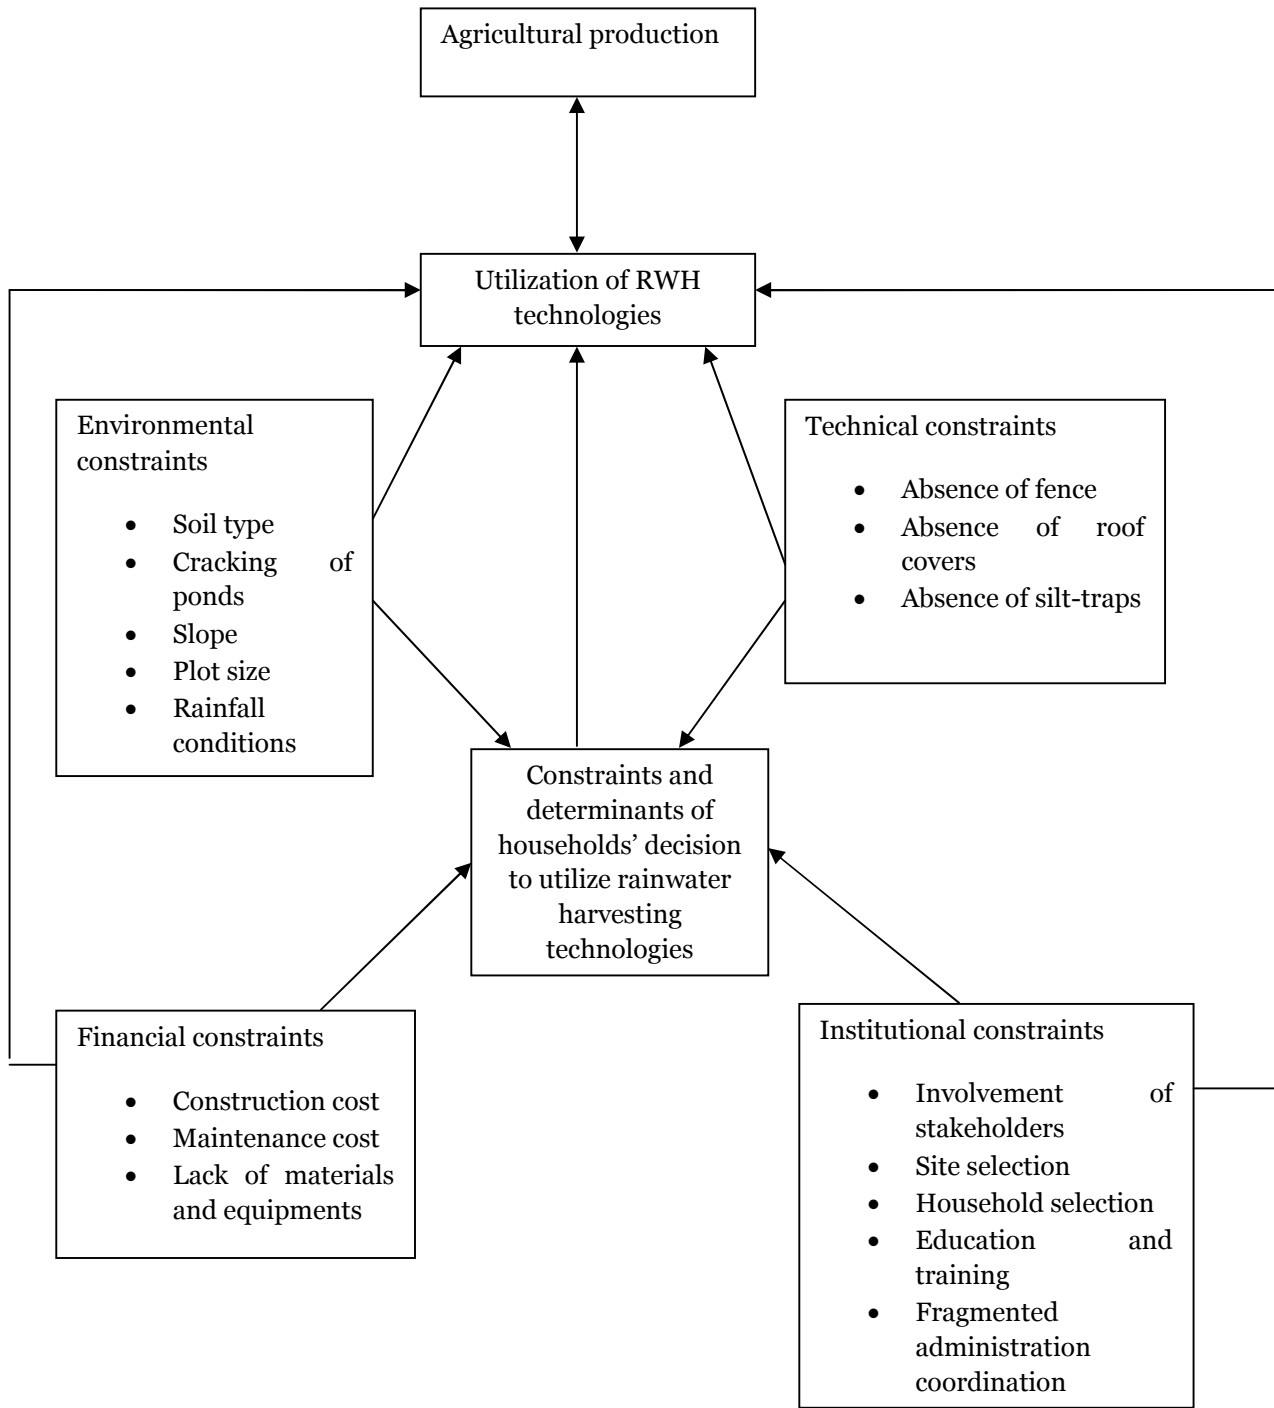 Agricultural production
Utilization of RWH
technologies
Environmental
constraints
• Soil type
• Cracking of
ponds
• Slope
• Plot size
• Rainfall
conditions
Technical constraints
• Absence of fence
• Absence of roof
covers
• Absence of silt-traps
Constraints and
determinants of
households’ decision
to utilize rainwater
harvesting
technologies
Financial constraints
• Construction cost
• Maintenance cost
• Lack of materials
and equipments
Institutional constraints
• Involvement of
stakeholders
• Site selection
• Household selection
• Education and
training
• Fragmented
administration
coordination